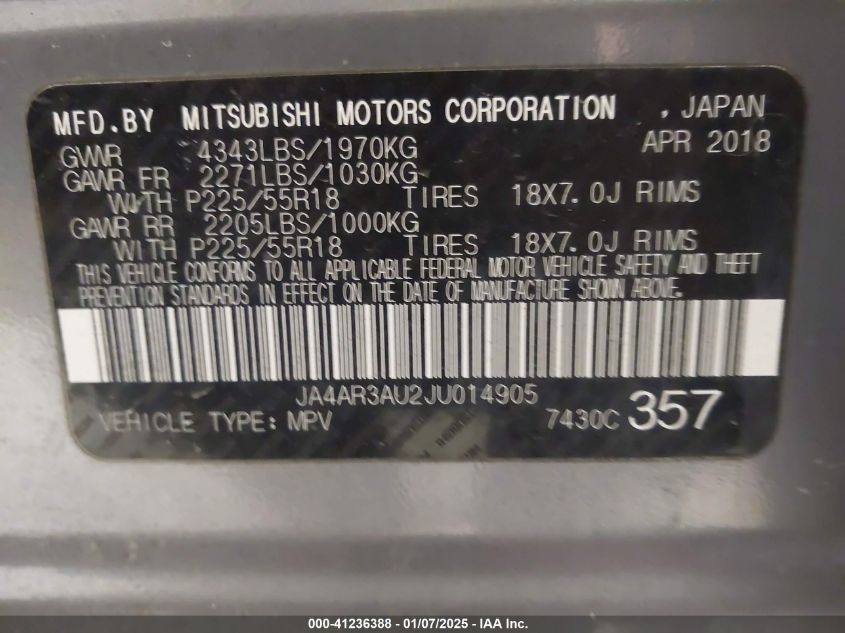 MFD.BY MITSUBISHI MOTORS CORPORATION , JAPAN
GVWR 4343LBS/1970KG APR 2018
GAWR FR 2271LBS/1030KG
WITH P225/55R18 TIRES 18X7.0J RIMS
GAWR RR 2205LBS/1000KG
WITH P225/55R18 TIRES 18X7.0J RIMS
THIS VEHICLE CONFORMS TO ALL APPLICABLE FEDERAL MOTOR VEHICLE SAFETY AND THEFT
PREVENTION STANDARDS IN EFFECT ON THE DATE OF MANUFACTURE SHOWN ABOVE.
JA4AR3AU2JU014905
VEHICLE TYPE: MPV 7430C 357
000-41236388 - 01/07/2025 - IAA Inc.